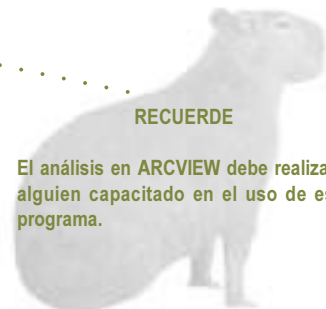 RECUERDE
El análisis en ARCVIEW debe realiza
alguien capacitado en el uso de es
programa.